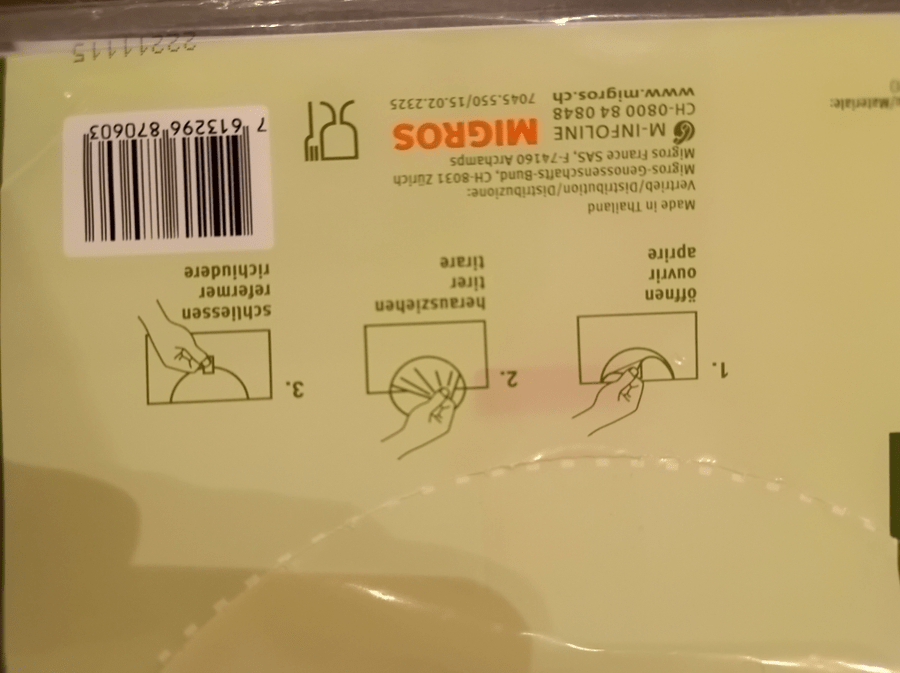 1.
öffnen
ouvrir
aprire
2.
herausziehen
tirer
tirare
3.
schliessen
refermer
richiudere
Made in Thailand
Vertrieb/Distribution/Distribuzione:
Migros-Genossenschafts-Bund, CH-8031 Zürich
Migros France SAS, F-74160 Archamps
M-INFOLINE
CH-0800 84 0848
www.migros.ch
MIGROS
7045.550/15.02.2325
7 613296 870603
22211115